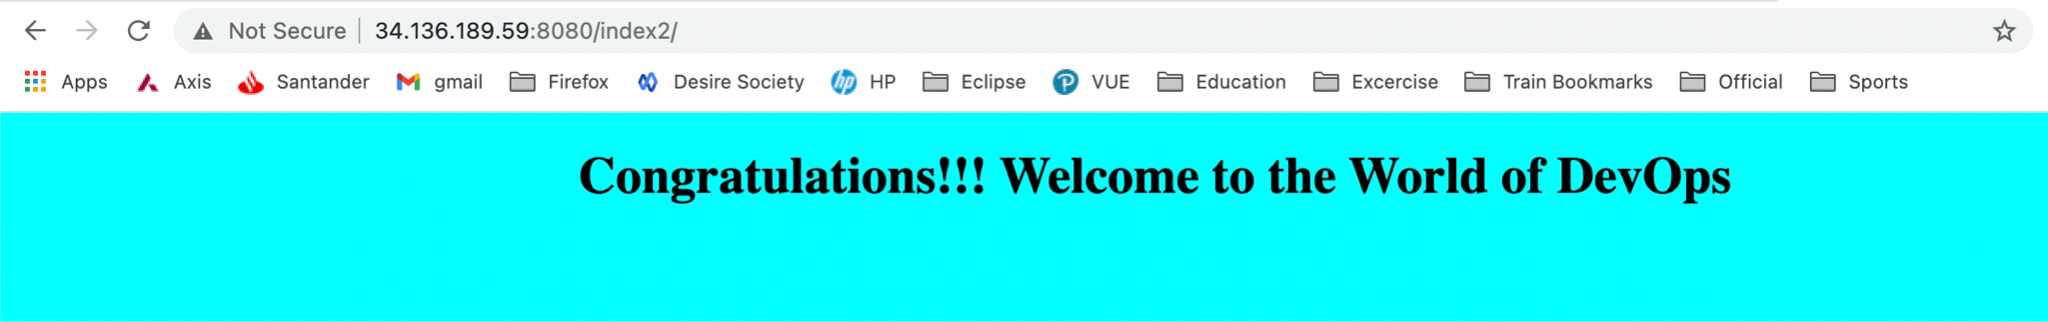 Not Secure 34.136.189.59:8080/index2/
Apps Axis Santander gmail Firefox Desire Society hp HP Eclipse P VUE Education Excercise Train Bookmarks Official Sports
Congratulations!!! Welcome to the World of DevOps